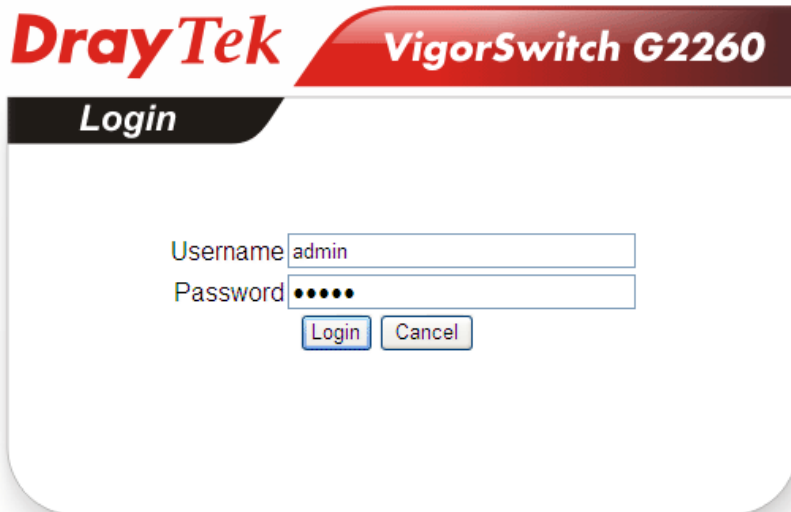 DrayTek VigorSwitch G2260
Login
Username admin
Password •••••
Login Cancel